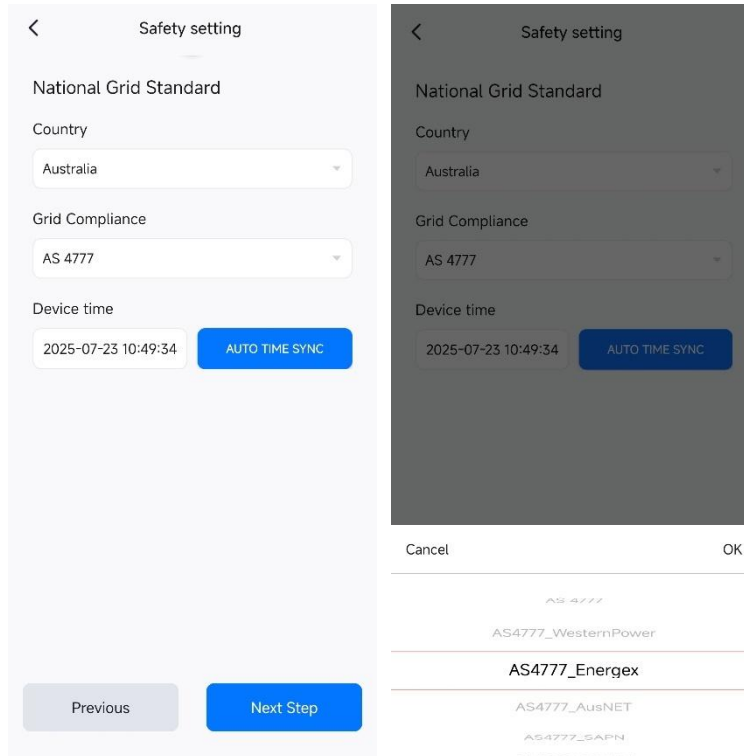 Safety setting
National Grid Standard
Country
Australia
Grid Compliance
AS 4777
Device time
2025-07-23 10:49:34
AUTO TIME SYNC
Previous
Next Step
Safety setting
National Grid Standard
Country
Australia
Grid Compliance
AS 4777
Device time
2025-07-23 10:49:34
AUTO TIME SYNC
Cancel
OK
AS 4777
AS4777_WesternPower
AS4777_Energex
AS4777_AusNET
AS4777_SAPN